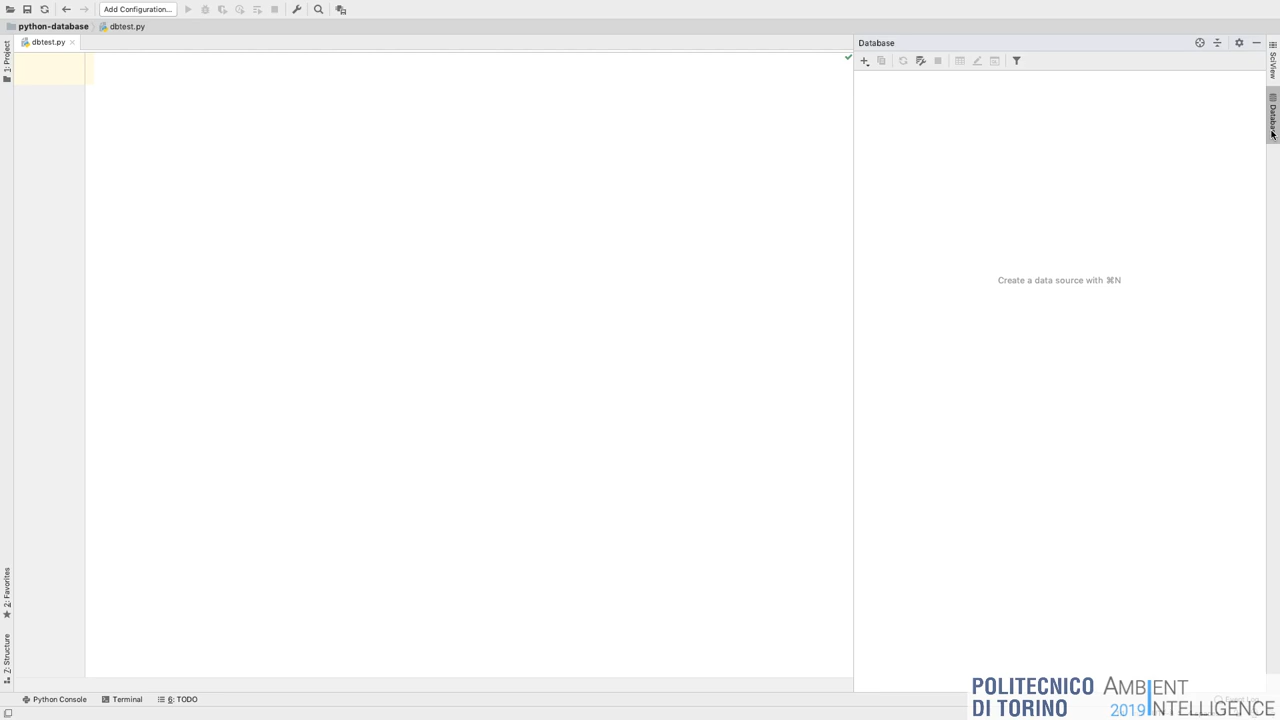 Add Configuration...
python-database
dbtest.py
dbtest.py
Database
1: Project
SciView
Database
Create a data source with ⌘N
2: Favorites
7: Structure
Python Console
Terminal
6: TODO
POLITECNICO
DI TORINO
AMBIENT
2019 INTELLIGENCE